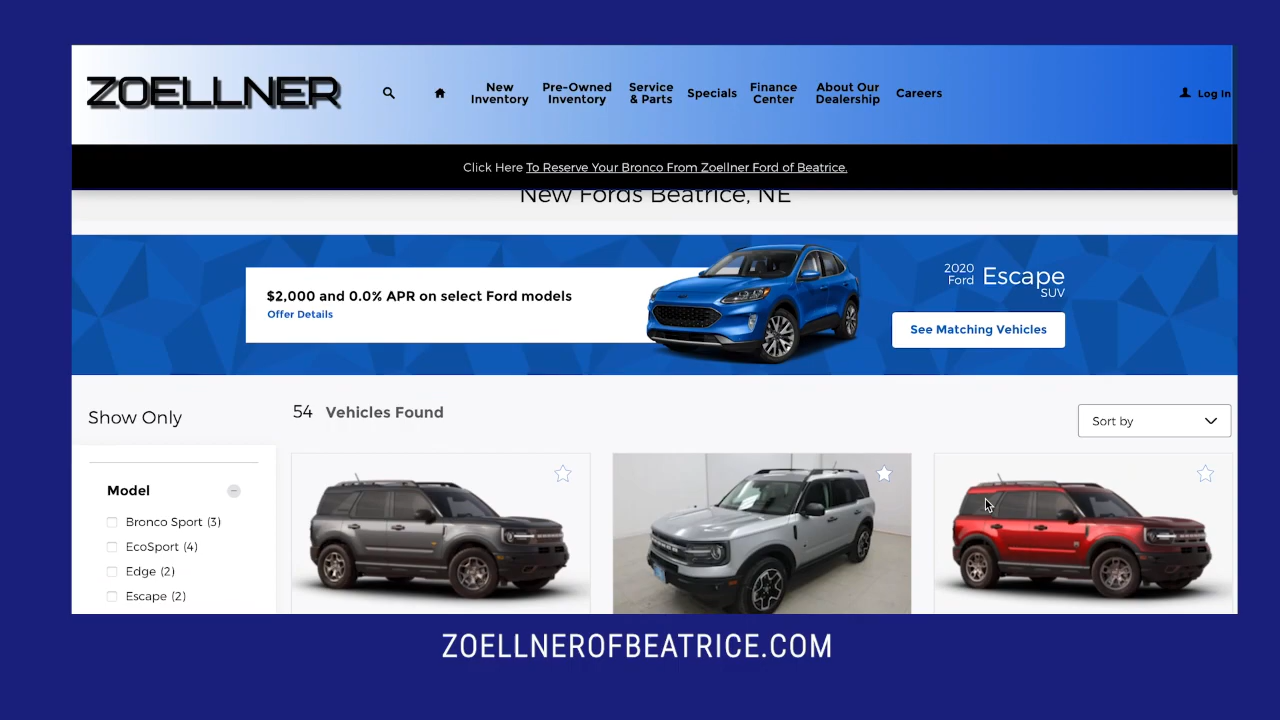 ZOELLNER
New Inventory
Pre-Owned Inventory
Service & Parts
Specials
Finance Center
About Our Dealership
Careers
Log In
Click Here To Reserve Your Bronco From Zoellner Ford of Beatrice.
New Fords Beatrice, NE
$2,000 and 0.0% APR on select Ford models
Offer Details
2020 Ford Escape SUV
See Matching Vehicles
Show Only
54 Vehicles Found
Sort by
Model
Bronco Sport (3)
EcoSport (4)
Edge (2)
Escape (2)
ZOELLNEROFBEATRICE.COM